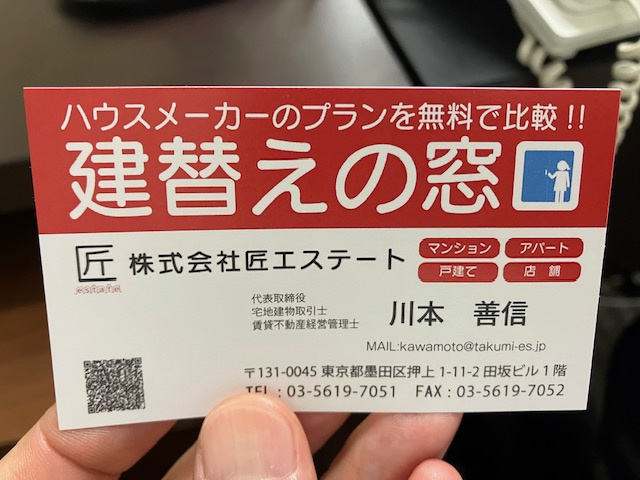 ハウスメーカーのプランを無料で比較!!
建替えの窓
匠
estate
株式会社匠エステート
マンション
アパート
戸建て
店舗
代表取締役
宅地建物取引士
賃貸不動産経営管理士
川本 善信
MAIL:kawamoto@takumi-es.jp
〒131-0045 東京都墨田区押上 1-11-2 田坂ビル 1 階
TEL : 03-5619-7051 FAX : 03-5619-7052